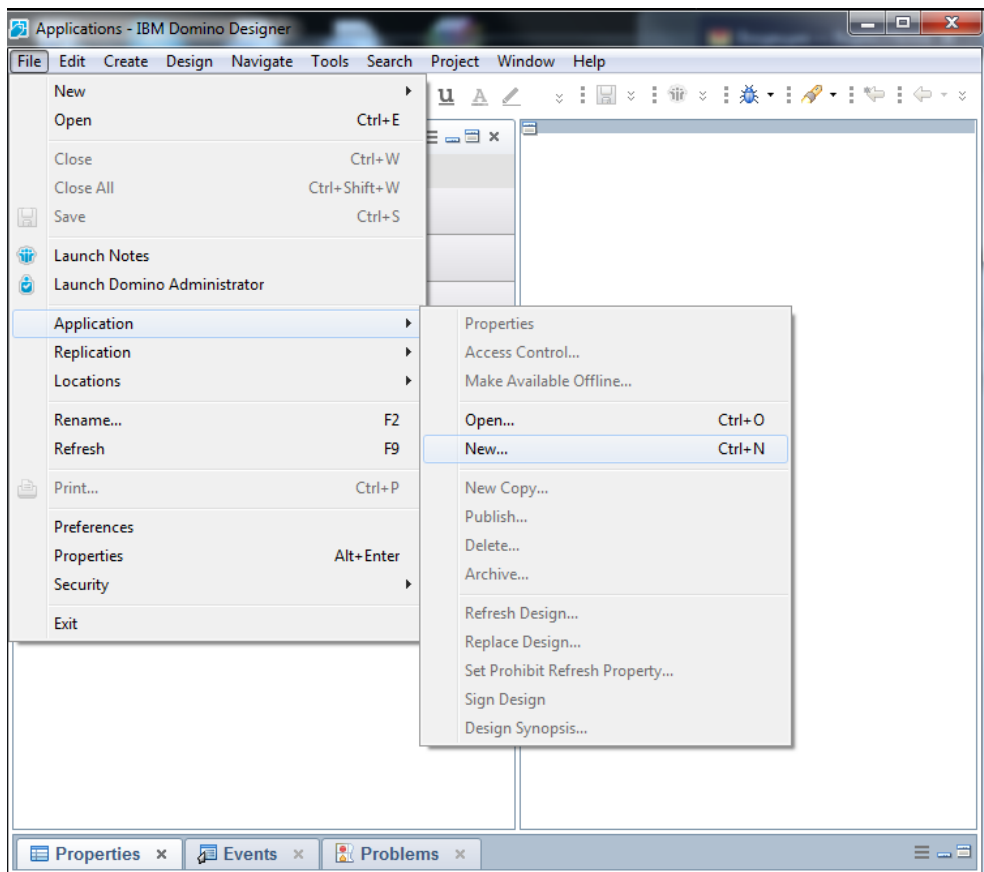 Applications - IBM Domino Designer
File Edit Create Design Navigate Tools Search Project Window Help
New
Open Ctrl+E
Close Ctrl+W
Close All Ctrl+Shift+W
Save Ctrl+S
Launch Notes
Launch Domino Administrator
Application
Replication
Locations
Rename... F2
Refresh F9
Print... Ctrl+P
Preferences
Properties Alt+Enter
Security
Exit
Properties
Access Control...
Make Available Offline...
Open... Ctrl+O
New... Ctrl+N
New Copy...
Publish...
Delete...
Archive...
Refresh Design...
Replace Design...
Set Prohibit Refresh Property...
Sign Design
Design Synopsis...
Properties Events Problems